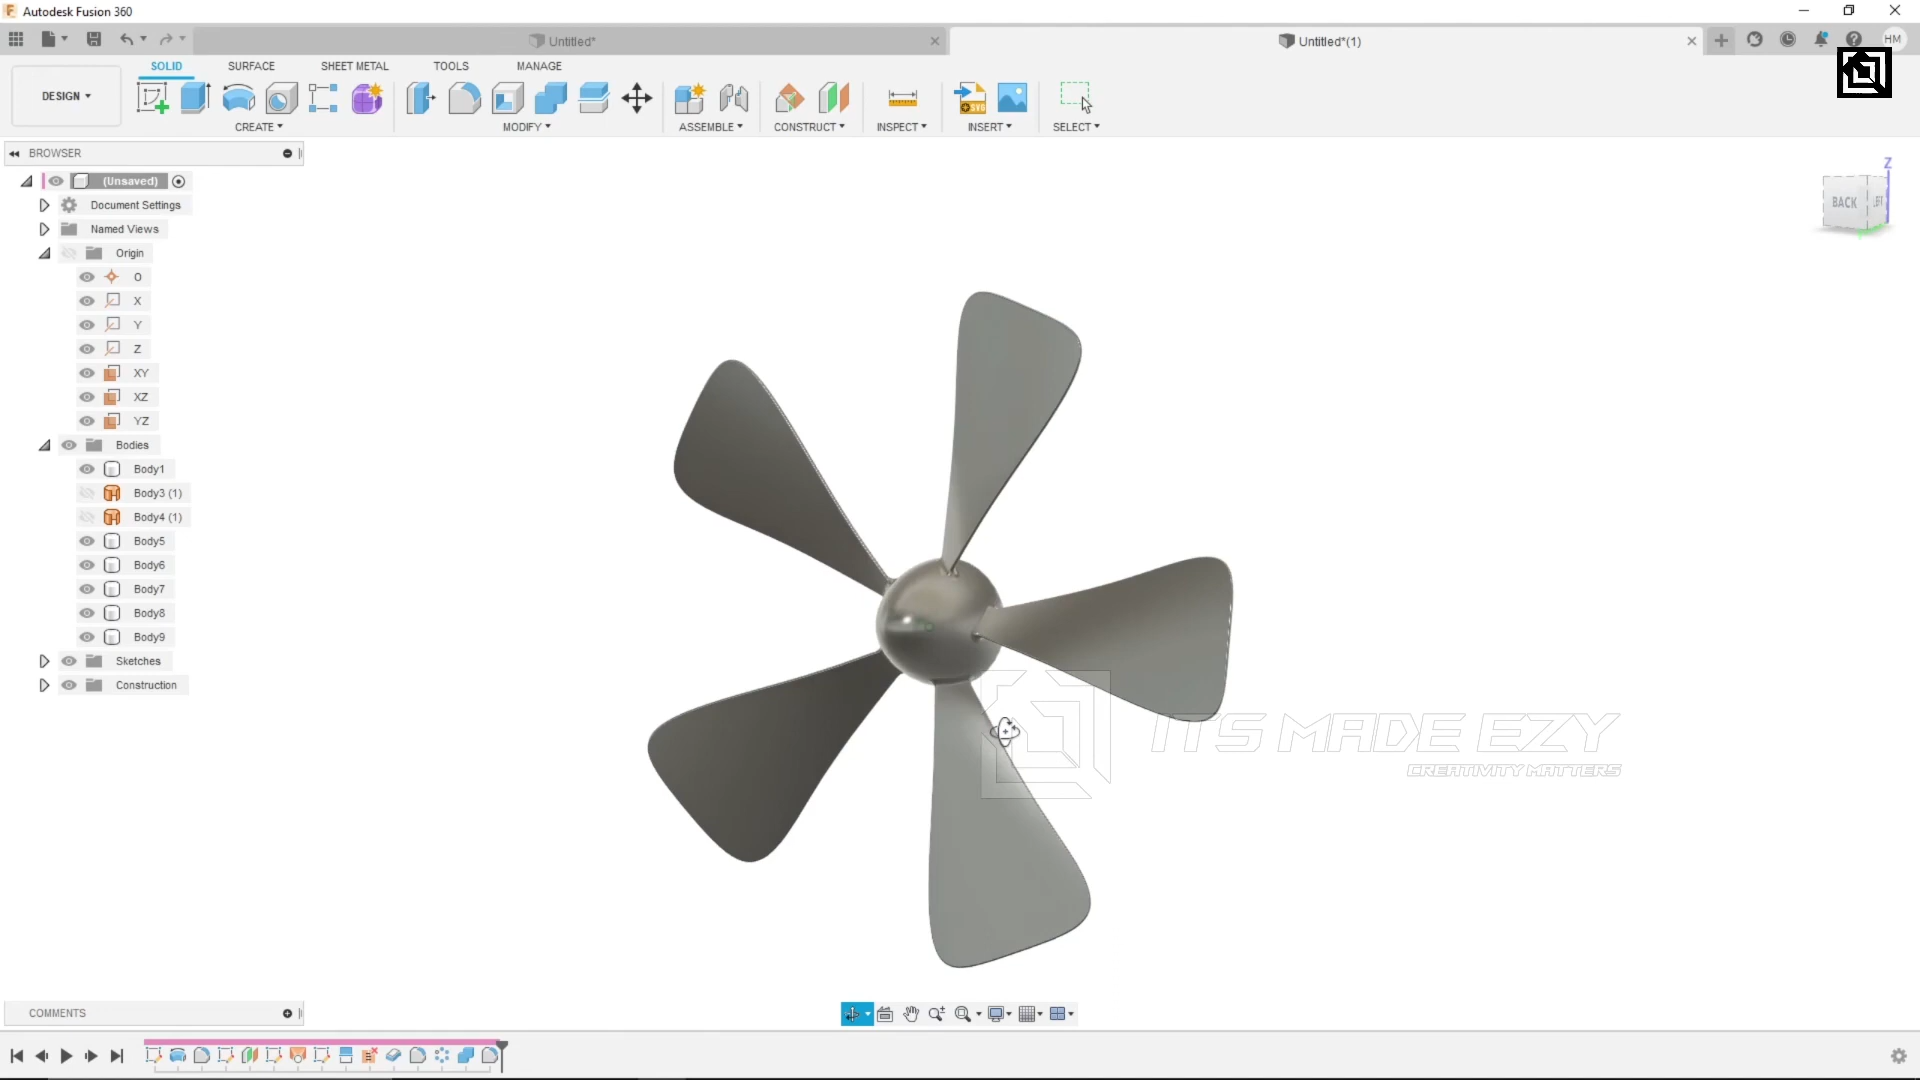 Autodesk Fusion 360
Untitled*
Untitled*(1)
HM
DESIGN
SOLID SURFACE SHEET METAL TOOLS MANAGE
CREATE MODIFY ASSEMBLE CONSTRUCT INSPECT INSERT SELECT
SVG
BROWSER
(Unsaved)
Document Settings
Named Views
Origin
O
X
Y
Z
XY
XZ
YZ
Bodies
Body1
Body3 (1)
Body4 (1)
Body5
Body6
Body7
Body8
Body9
Sketches
Construction
Z
BACK
ITS MADE EZY
CREATIVITY MATTERS
COMMENTS